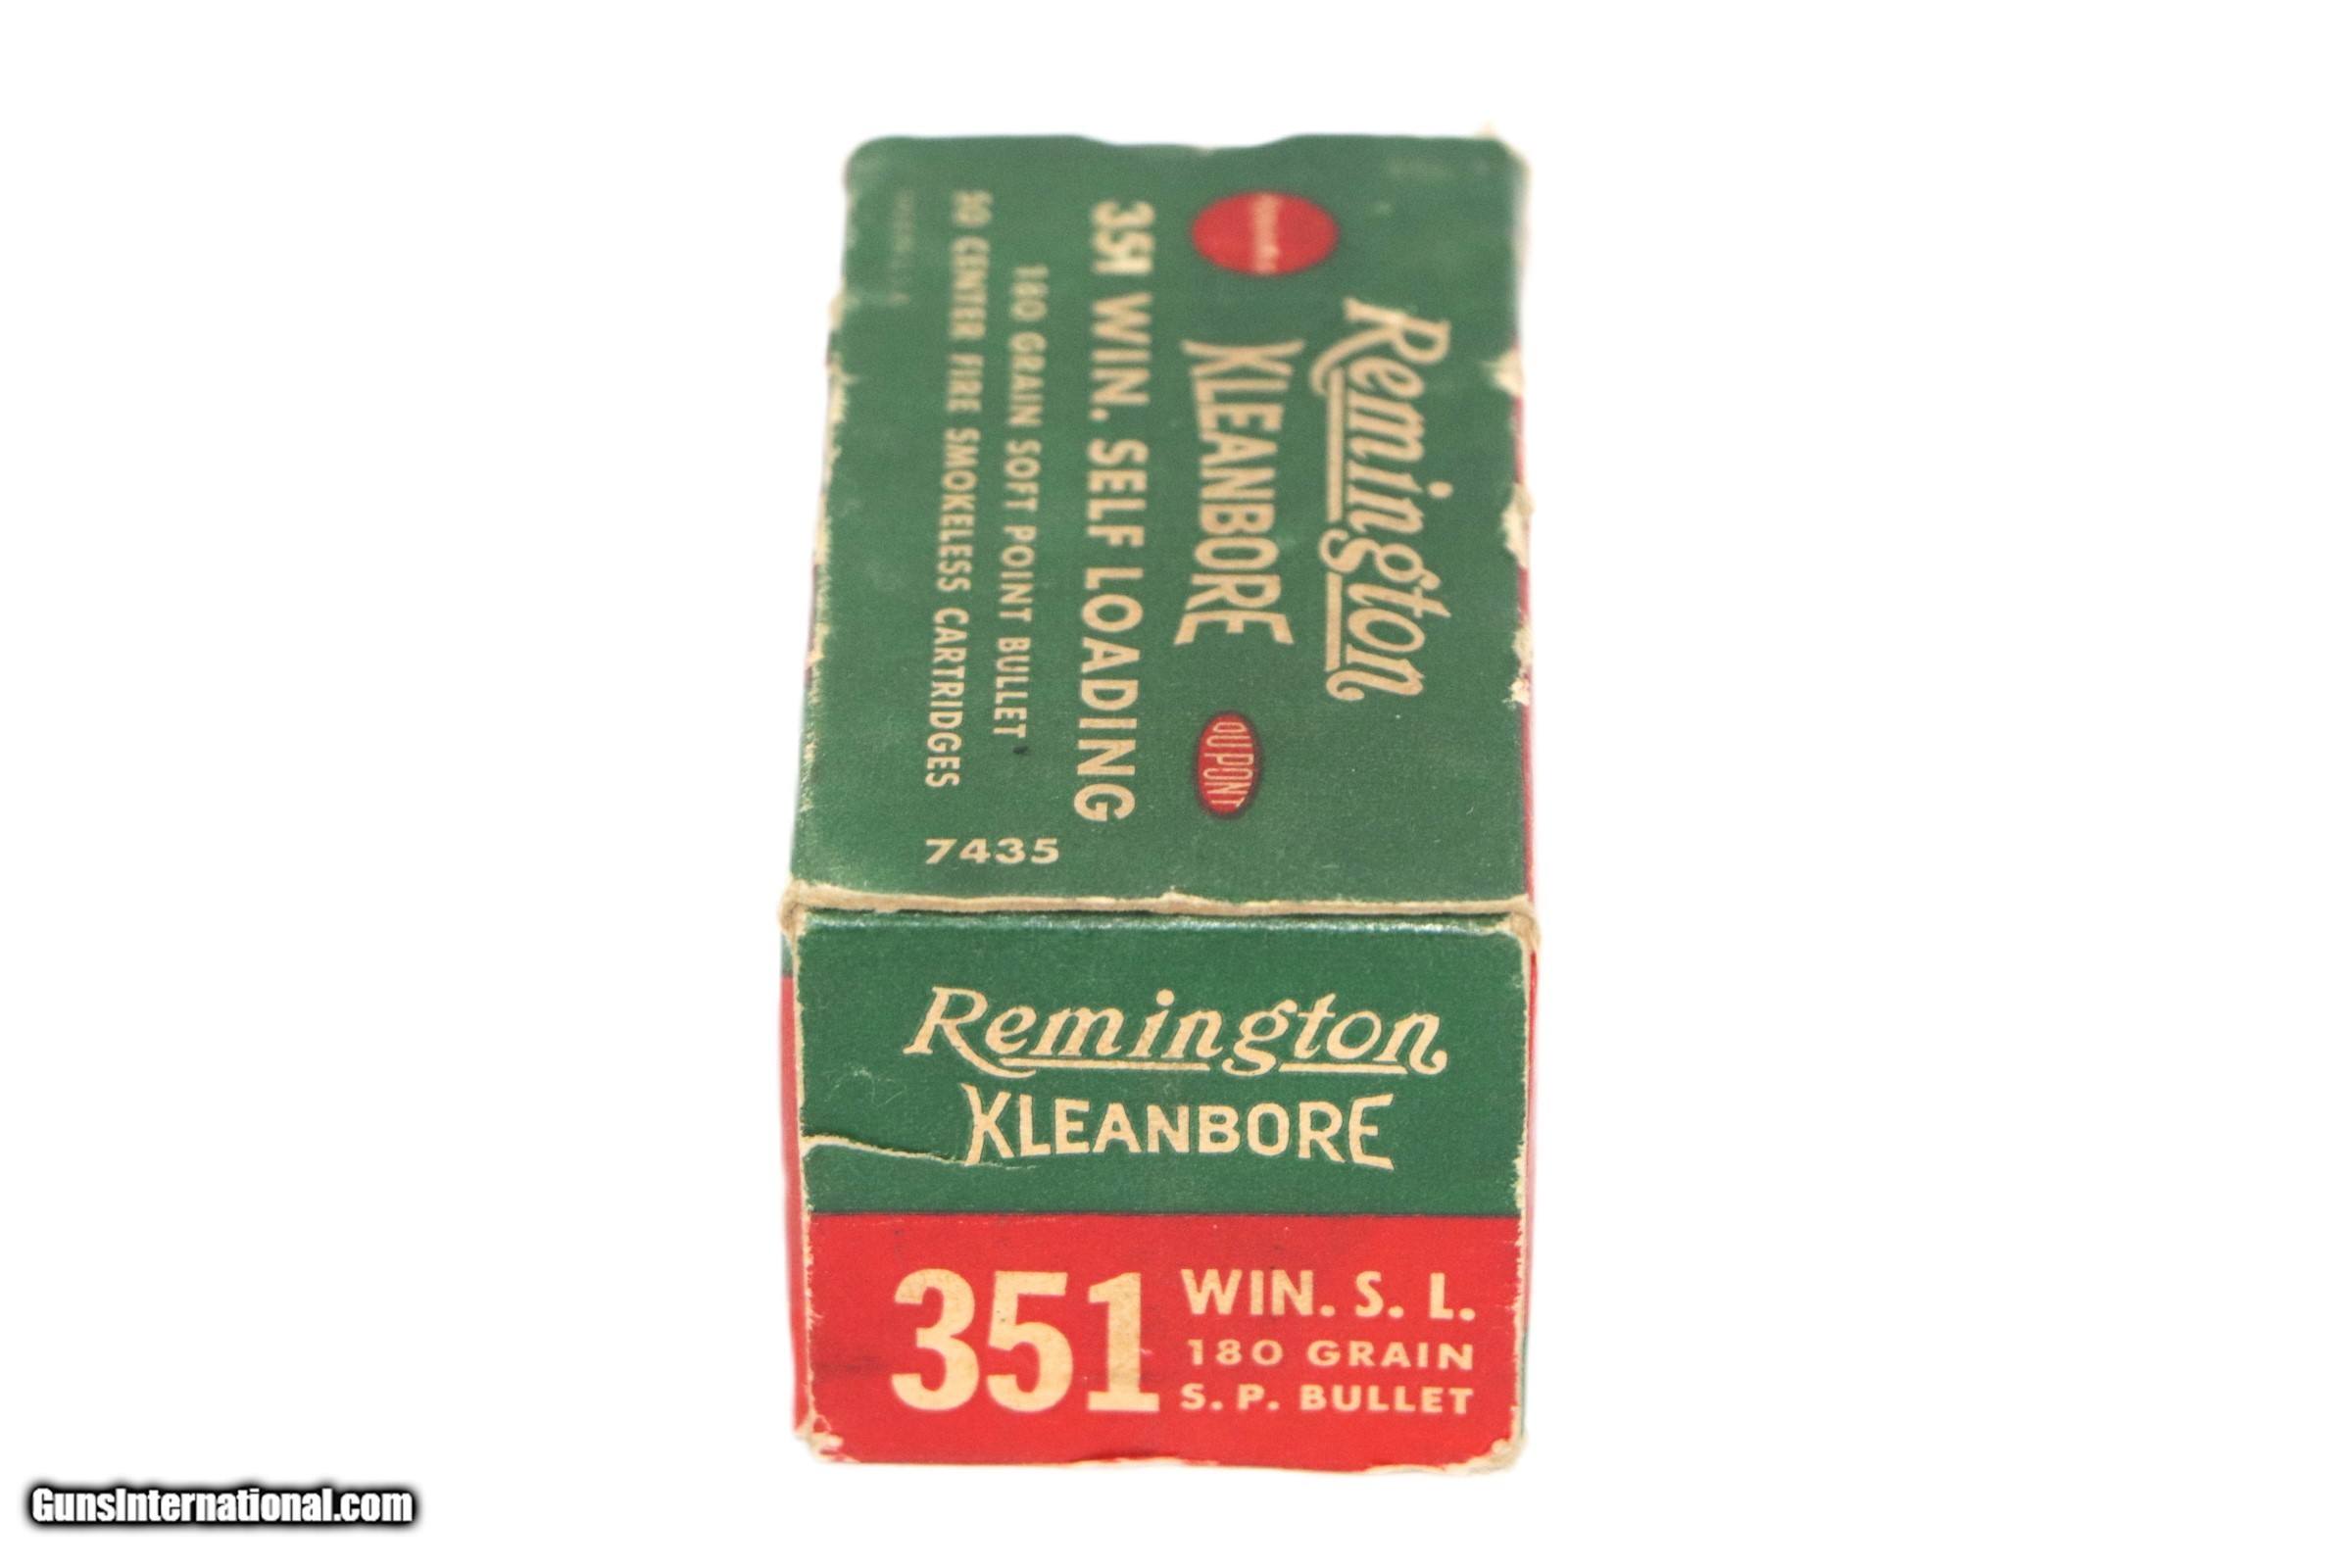 Remington
KLEANBORE
DUPONT
351 WIN. SELF LOADING
180 GRAIN SOFT POINT BULLET
50 CENTER FIRE SMOKELESS CARTRIDGES
7435
Remington
KLEANBORE
351 WIN. S. L.
180 GRAIN
S. P. BULLET
GunsInternational.com